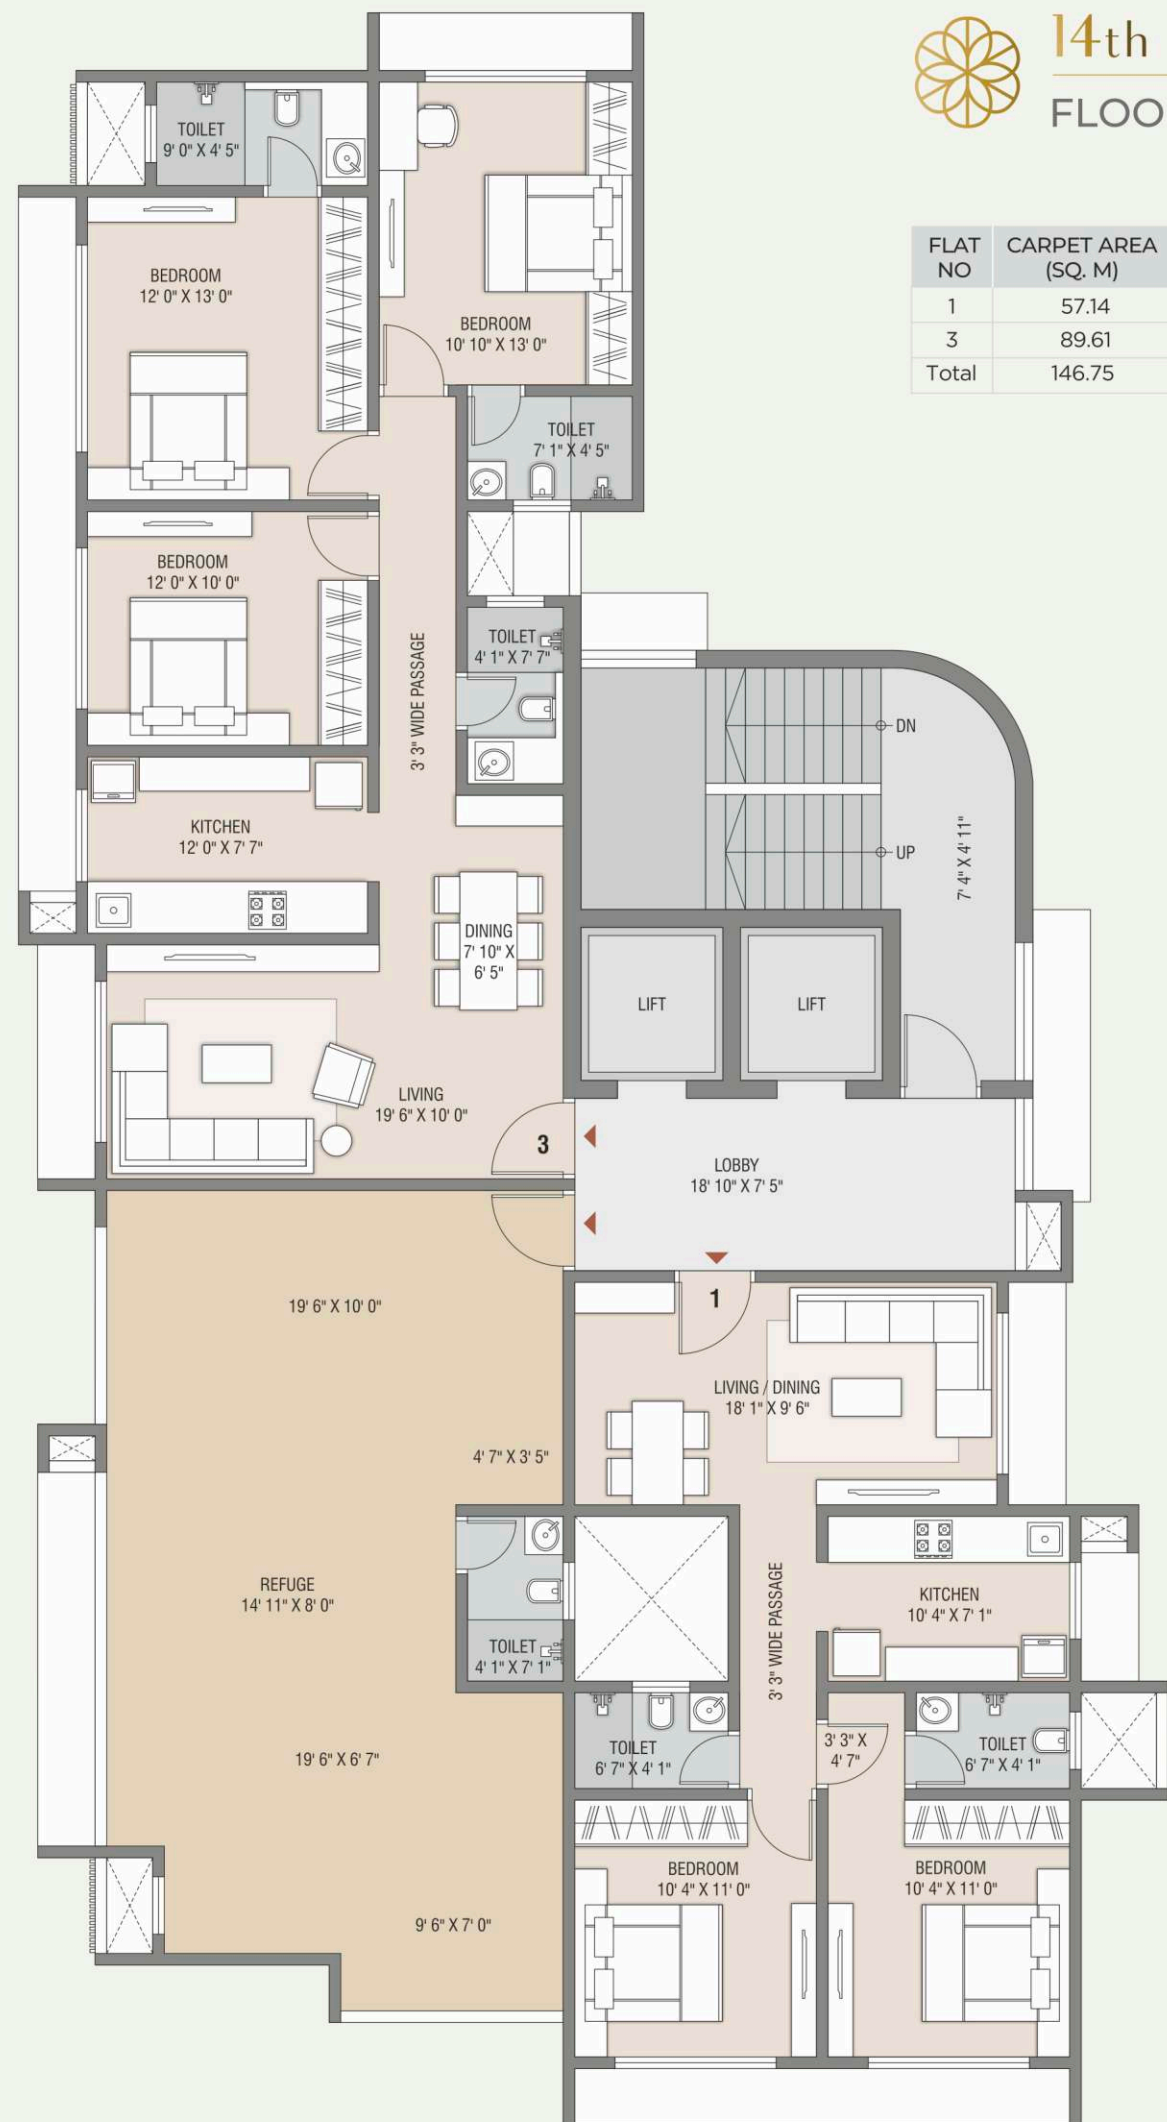 14th
FLOO
FLAT NO
CARPET AREA (SQ. M)
1
57.14
3
89.61
Total
146.75
TOILET
9' 0" X 4' 5"
BEDROOM
12' 0" X 13' 0"
BEDROOM
10' 10" X 13' 0"
TOILET
7' 1" X 4' 5"
BEDROOM
12' 0" X 10' 0"
TOILET
4' 1" X 7' 7"
3' 3" WIDE PASSAGE
DN
UP
7' 4" X 4' 11"
KITCHEN
12' 0" X 7' 7"
DINING
7' 10" X
6' 5"
LIFT
LIFT
LIVING
19' 6" X 10' 0"
3
LOBBY
18' 10" X 7' 5"
19' 6" X 10' 0"
1
LIVING / DINING
18' 1" X 9' 6"
4' 7" X 3' 5"
REFUGE
14' 11" X 8' 0"
TOILET
4' 1" X 7' 1"
3' 3" WIDE PASSAGE
KITCHEN
10' 4" X 7' 1"
19' 6" X 6' 7"
TOILET
6' 7" X 4' 1"
3' 3" X
4' 7"
TOILET
6' 7" X 4' 1"
BEDROOM
10' 4" X 11' 0"
BEDROOM
10' 4" X 11' 0"
9' 6" X 7' 0"